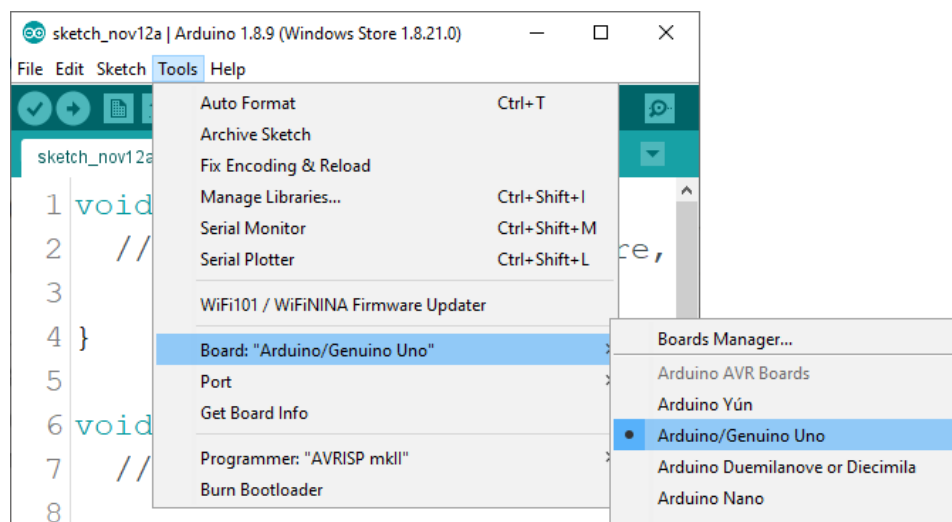 sketch_nov12a | Arduino 1.8.9 (Windows Store 1.8.21.0)
File Edit Sketch Tools Help
sketch_nov12a
Auto Format Ctrl+T
Archive Sketch
Fix Encoding & Reload
Manage Libraries... Ctrl+Shift+I
Serial Monitor Ctrl+Shift+M
Serial Plotter Ctrl+Shift+L
WiFi101 / WiFiNINA Firmware Updater
Board: "Arduino/Genuino Uno"
Port
Get Board Info
Programmer: "AVRISP mkII"
Burn Bootloader
1 void
2 // re,
3
4 }
5
6 void
7 //
8
Boards Manager...
Arduino AVR Boards
Arduino Yún
Arduino/Genuino Uno
Arduino Duemilanove or Diecimila
Arduino Nano